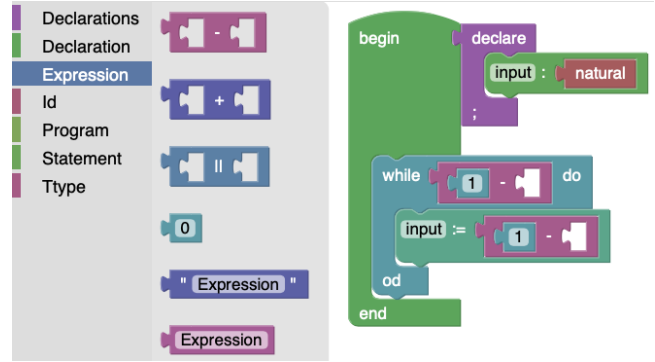 Declarations
Declaration
Expression
Id
Program
Statement
Ttype
-
+
||
0
" Expression "
Expression
begin declare
input : natural
;
while 1 - do
input := 1 -
od
end